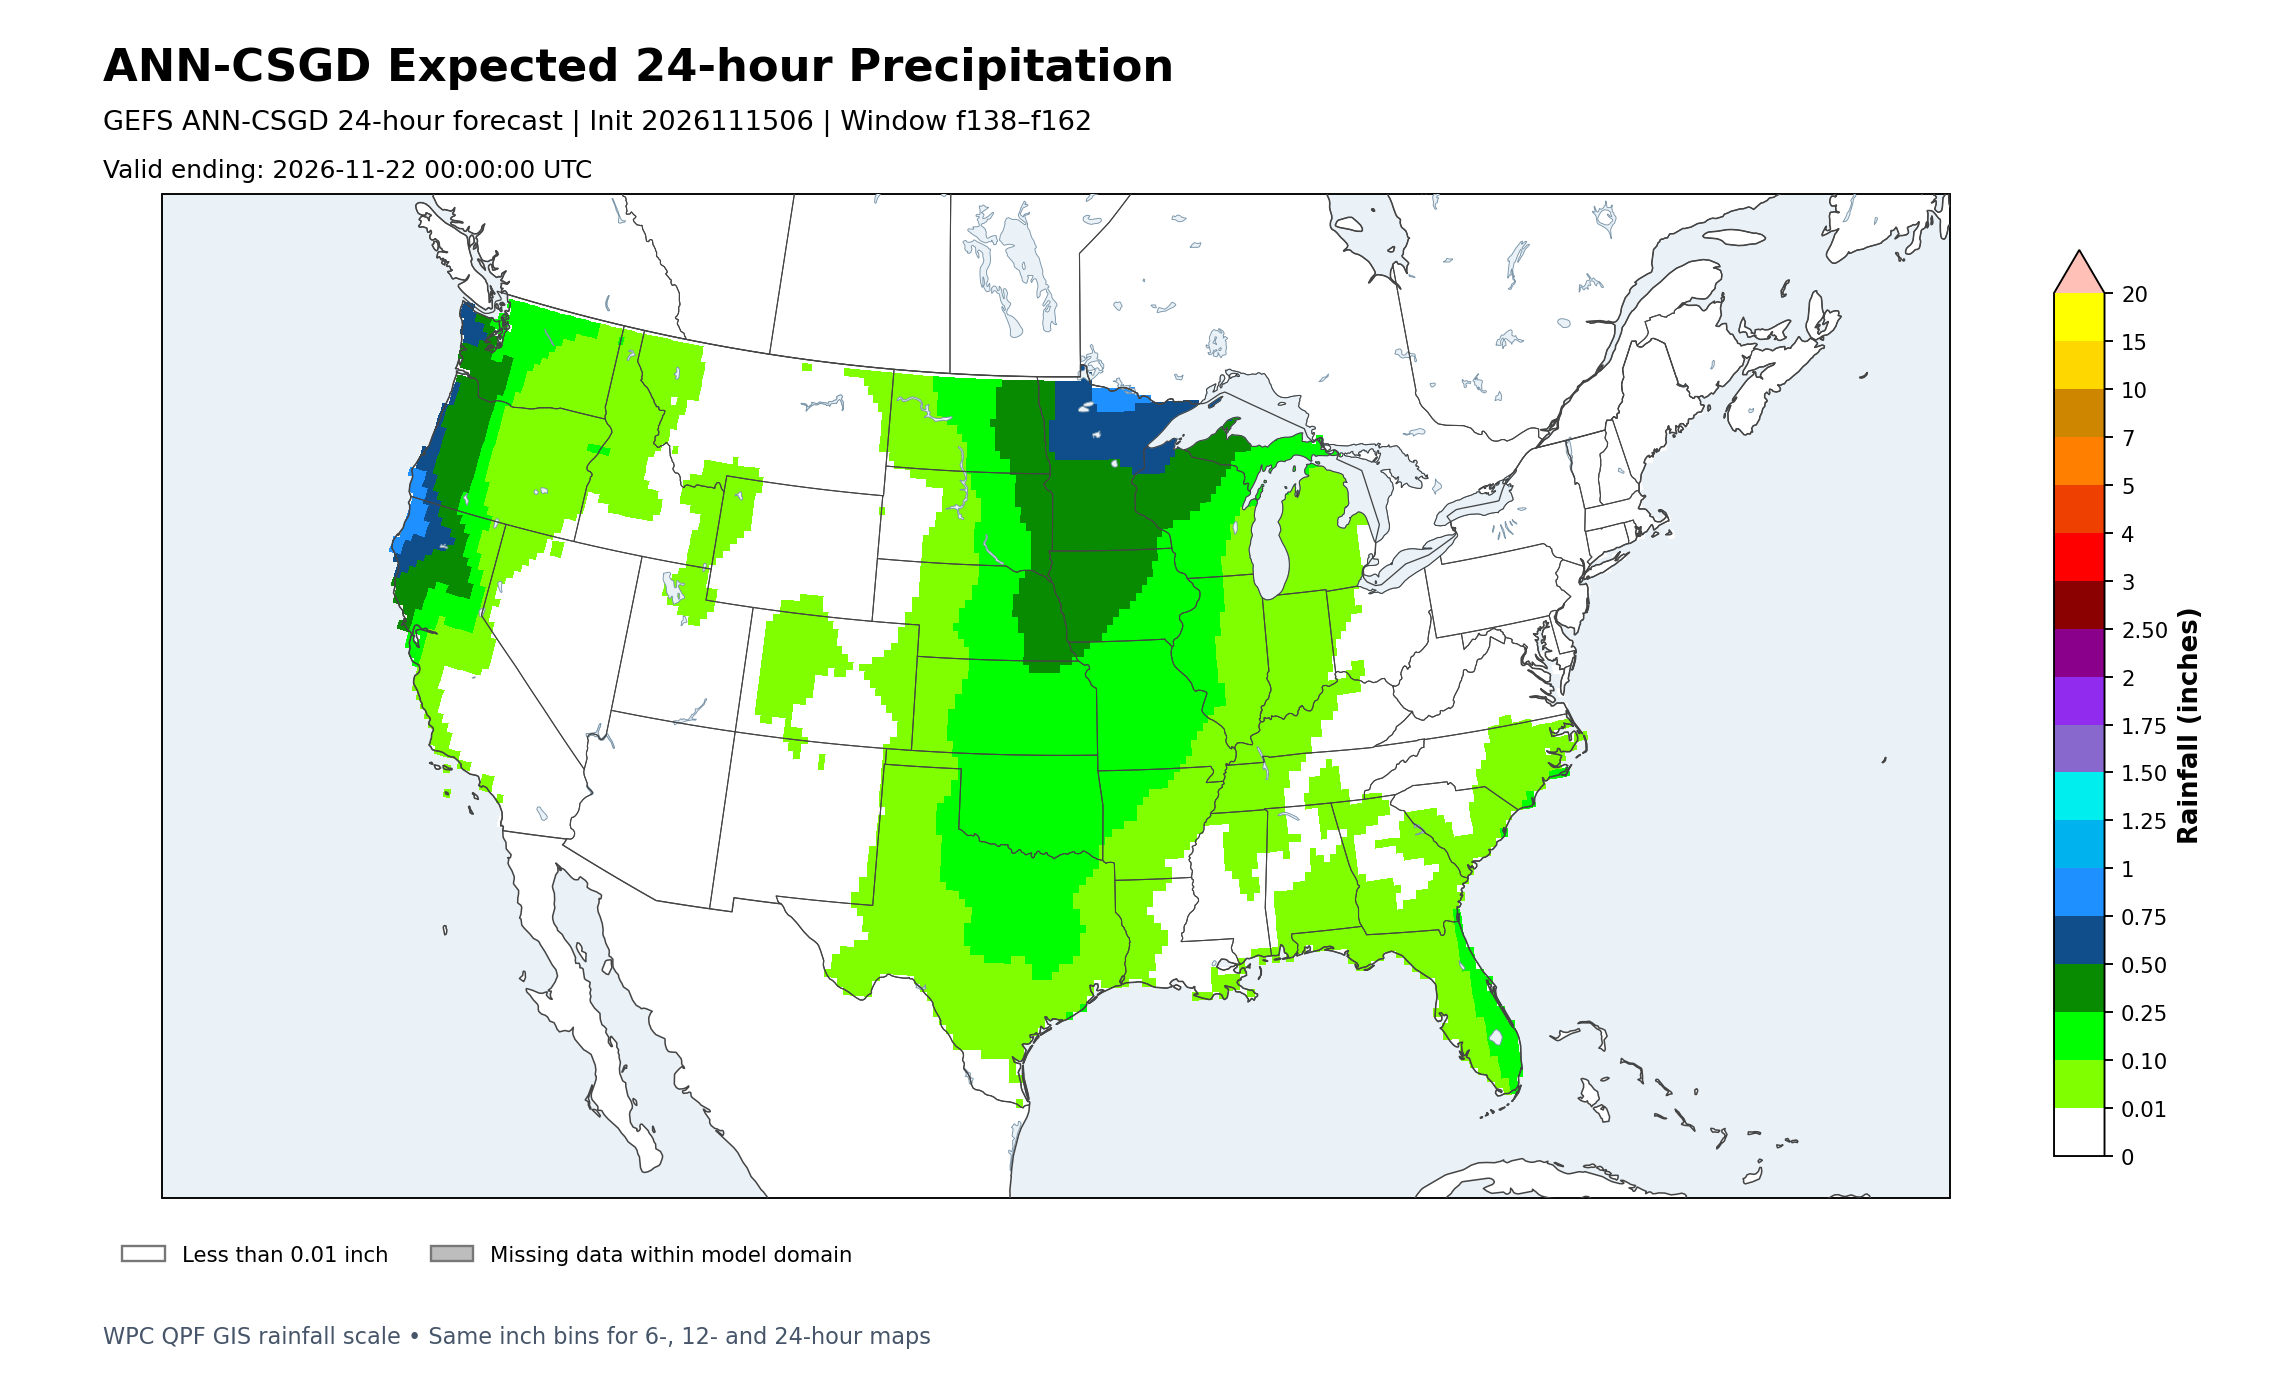 ANN-CSGD Expected 24-hour Precipitation
GEFS ANN-CSGD 24-hour forecast | Init 2026111506 | Window f138–f162
Valid ending: 2026-11-22 00:00:00 UTC
20
15
10
7
5
4
3
2.50
2
1.75
1.50
1.25
1
0.75
0.50
0.25
0.10
0.01
0
Rainfall (inches)
Less than 0.01 inch
Missing data within model domain
WPC QPF GIS rainfall scale • Same inch bins for 6-, 12- and 24-hour maps